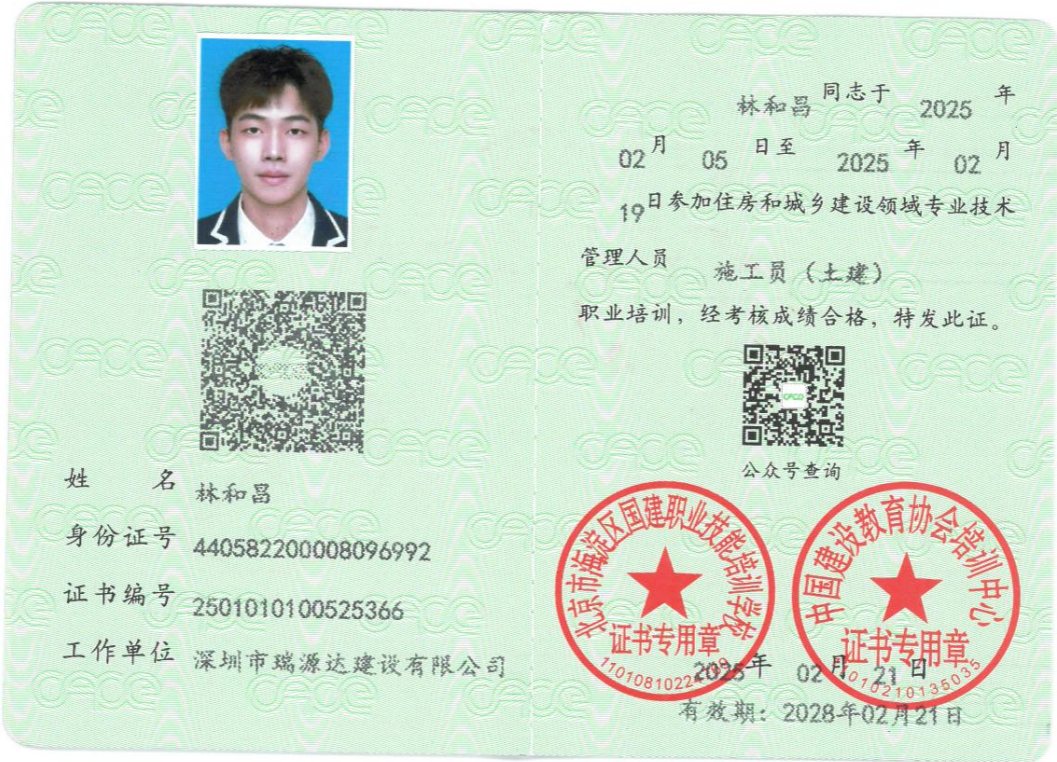 姓名 林和昌
身份证号 440582200008096992
证书编号 2501010100525366
工作单位 深圳市瑞源达建设有限公司
林和昌 同志于 2025 年
02 月 05 日至 2025 年 02 月
19 日参加住房和城乡建设领域专业技术
管理人员 施工员（土建）
职业培训，经考核成绩合格，特发此证。
cece
公众号查询
北京市海淀区国建职业技能培训学校
证书专用章
中国建设教育协会培训中心
证书专用章
2025年 02月 21日
有效期：2028年02月21日